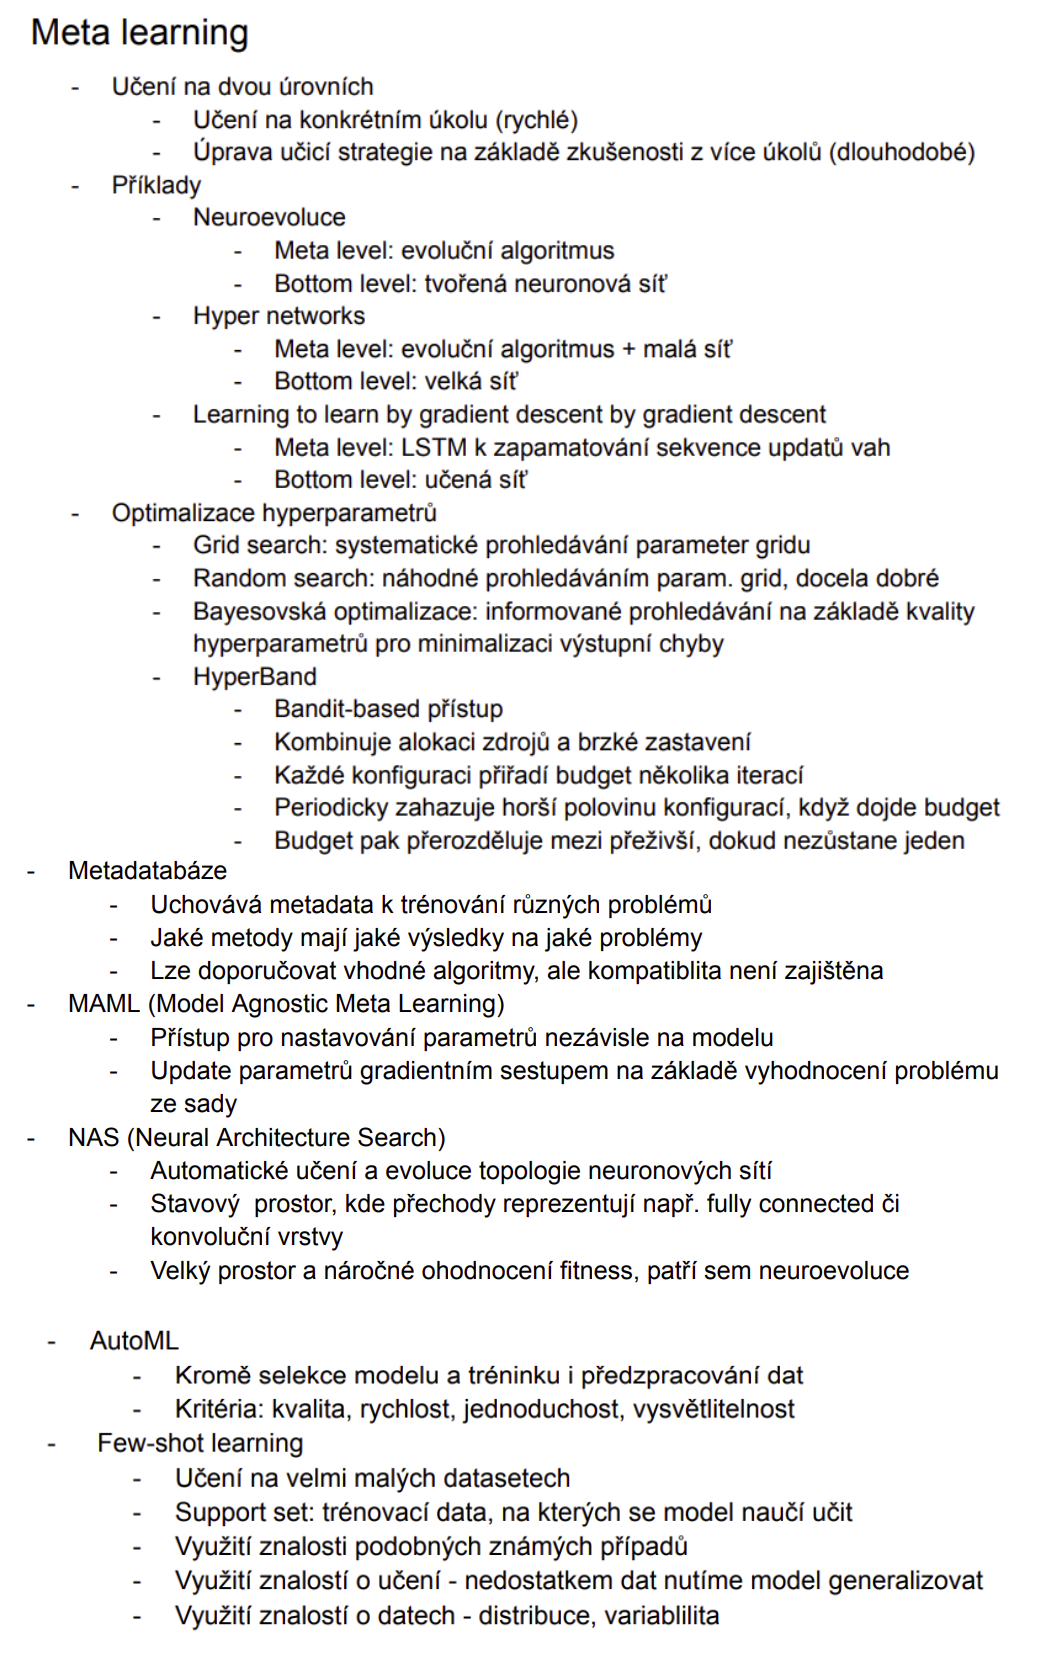 Meta learning
- Učení na dvou úrovních
- Učení na konkrétním úkolu (rychlé)
- Úprava učicí strategie na základě zkušenosti z více úkolů (dlouhodobé)
- Příklady
- Neuroevoluce
- Meta level: evoluční algoritmus
- Bottom level: tvořená neuronová síť
- Hyper networks
- Meta level: evoluční algoritmus + malá síť
- Bottom level: velká síť
- Learning to learn by gradient descent by gradient descent
- Meta level: LSTM k zapamatování sekvence updatů vah
- Bottom level: učená síť
- Optimalizace hyperparametrů
- Grid search: systematické prohledávání parameter gridu
- Random search: náhodné prohledáváním param. grid, docela dobré
- Bayesovská optimalizace: informované prohledávání na základě kvality
hyperparametrů pro minimalizaci výstupní chyby
- HyperBand
- Bandit-based přístup
- Kombinuje alokaci zdrojů a brzké zastavení
- Každé konfiguraci přiřadí budget několika iterací
- Periodicky zahazuje horší polovinu konfigurací, když dojde budget
- Budget pak přerozděluje mezi přeživší, dokud nezůstane jeden
- Metadatabáze
- Uchovává metadata k trénování různých problémů
- Jaké metody mají jaké výsledky na jaké problémy
- Lze doporučovat vhodné algoritmy, ale kompatiblita není zajištěna
- MAML (Model Agnostic Meta Learning)
- Přístup pro nastavování parametrů nezávisle na modelu
- Update parametrů gradientním sestupem na základě vyhodnocení problému
ze sady
- NAS (Neural Architecture Search)
- Automatické učení a evoluce topologie neuronových sítí
- Stavový  prostor, kde přechody reprezentují např. fully connected či
konvoluční vrstvy
- Velký prostor a náročné ohodnocení fitness, patří sem neuroevoluce
- AutoML
- Kromě selekce modelu a tréninku i předzpracování dat
- Kritéria: kvalita, rychlost, jednoduchost, vysvětlitelnost
- Few-shot learning
- Učení na velmi malých datasetech
- Support set: trénovací data, na kterých se model naučí učit
- Využití znalosti podobných známých případů
- Využití znalostí o učení - nedostatkem dat nutíme model generalizovat
- Využití znalostí o datech - distribuce, variablilita